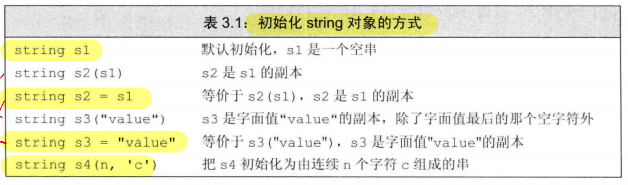 表 3.1：初始化 string 对象的方式
string s1 默认初始化，s1 是一个空串
string s2(s1) s2 是 s1 的副本
string s2 = s1 等价于 s2(s1)，s2 是 s1 的副本
string s3("value") s3 是字面值"value"的副本，除了字面值最后的那个空字符外
string s3 = "value" 等价于 s3("value")，s3 是字面值"value"的副本
string s4(n, 'c') 把 s4 初始化为由连续 n 个字符 c 组成的串